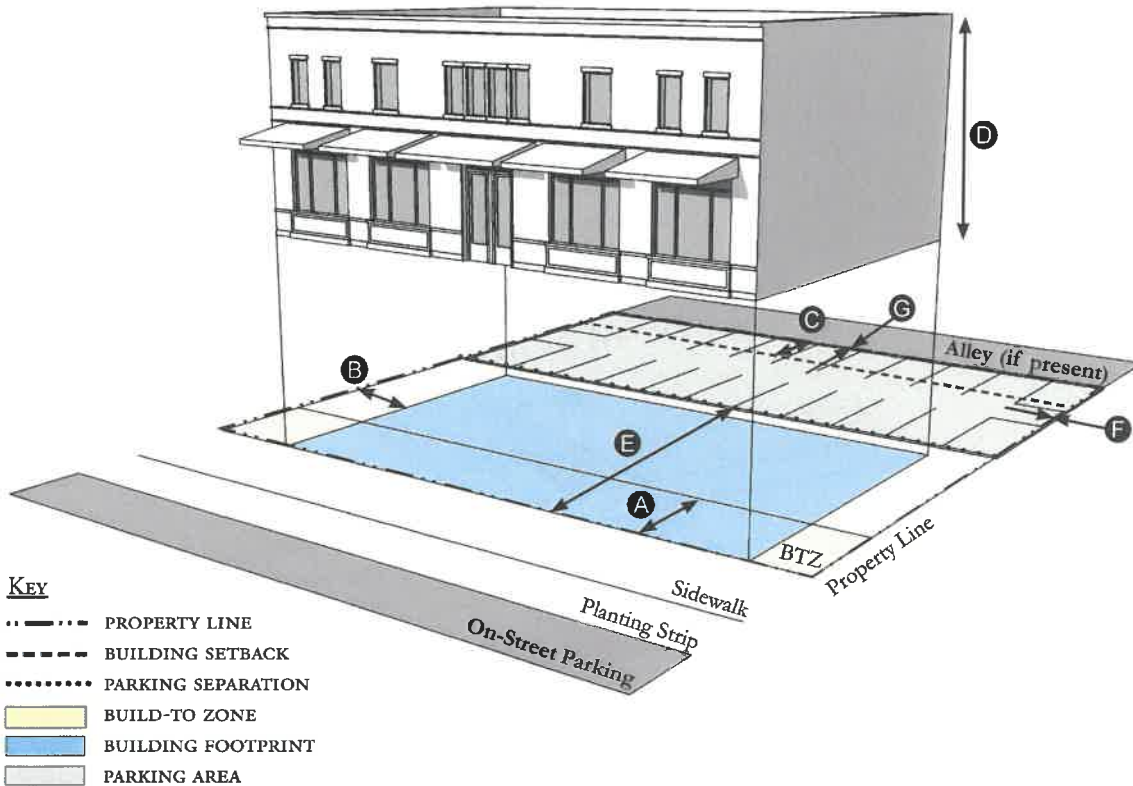 D
G
C
Alley (if present)
B
F
E
A
BTZ
Property Line
Sidewalk
Planting Strip
On-Street Parking
KEY
PROPERTY LINE
BUILDING SETBACK
PARKING SEPARATION
BUILD-TO ZONE
BUILDING FOOTPRINT
PARKING AREA